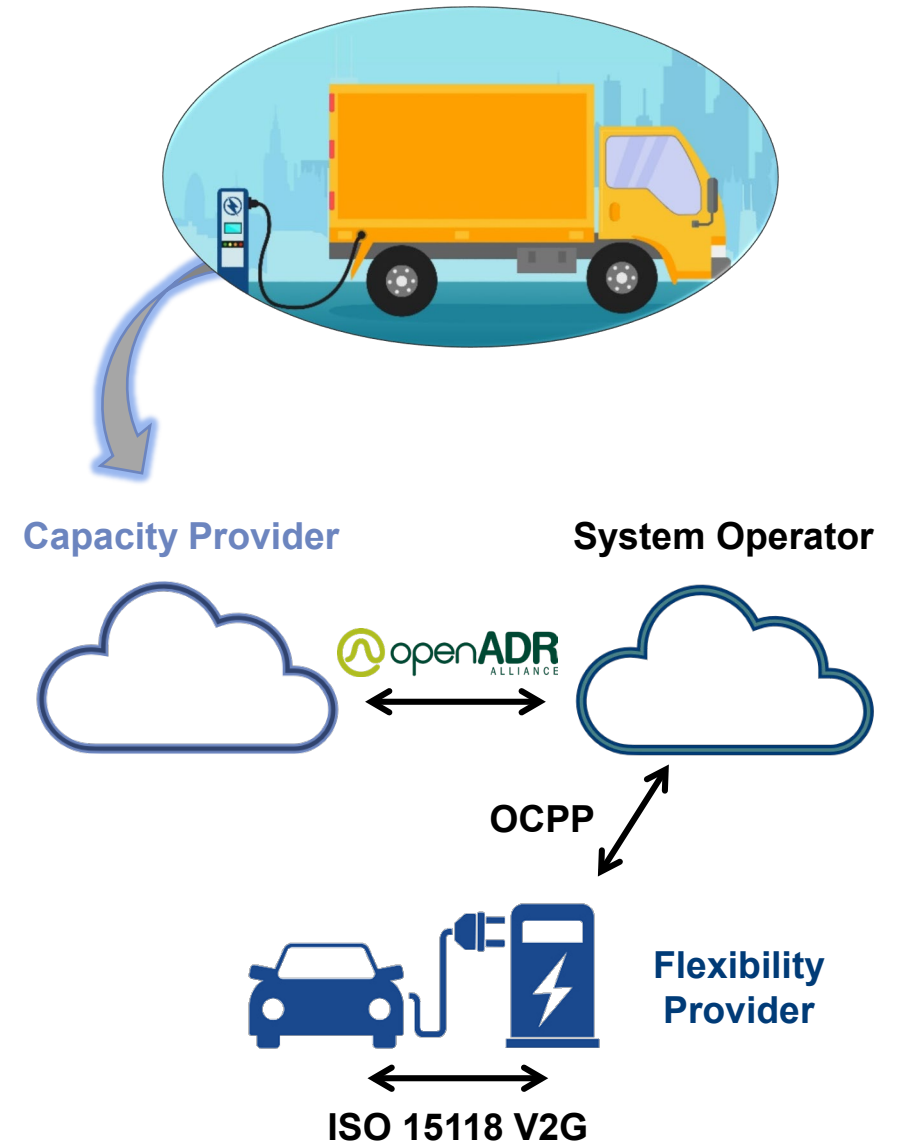 Capacity Provider
System Operator
openADR
ALLIANCE
OCPP
Flexibility
Provider
ISO 15118 V2G